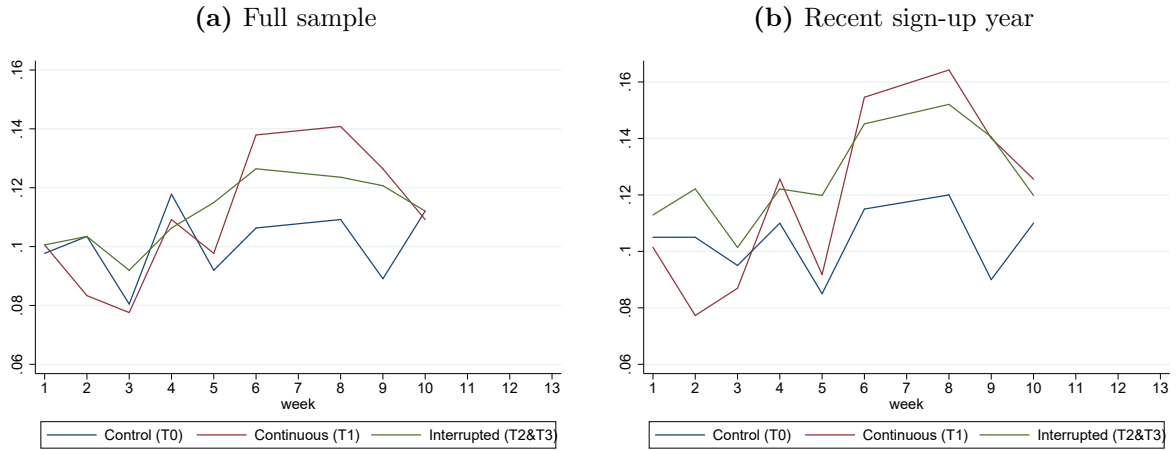 (a) Full sample
.16
.14
.12
.1
.08
.06
1 2 3 4 5 6 7 8 9 10 11 12 13
week
Control (T0) Continuous (T1) Interrupted (T2&T3)
(b) Recent sign-up year
.16
.14
.12
.1
.08
.06
1 2 3 4 5 6 7 8 9 10 11 12 13
week
Control (T0) Continuous (T1) Interrupted (T2&T3)